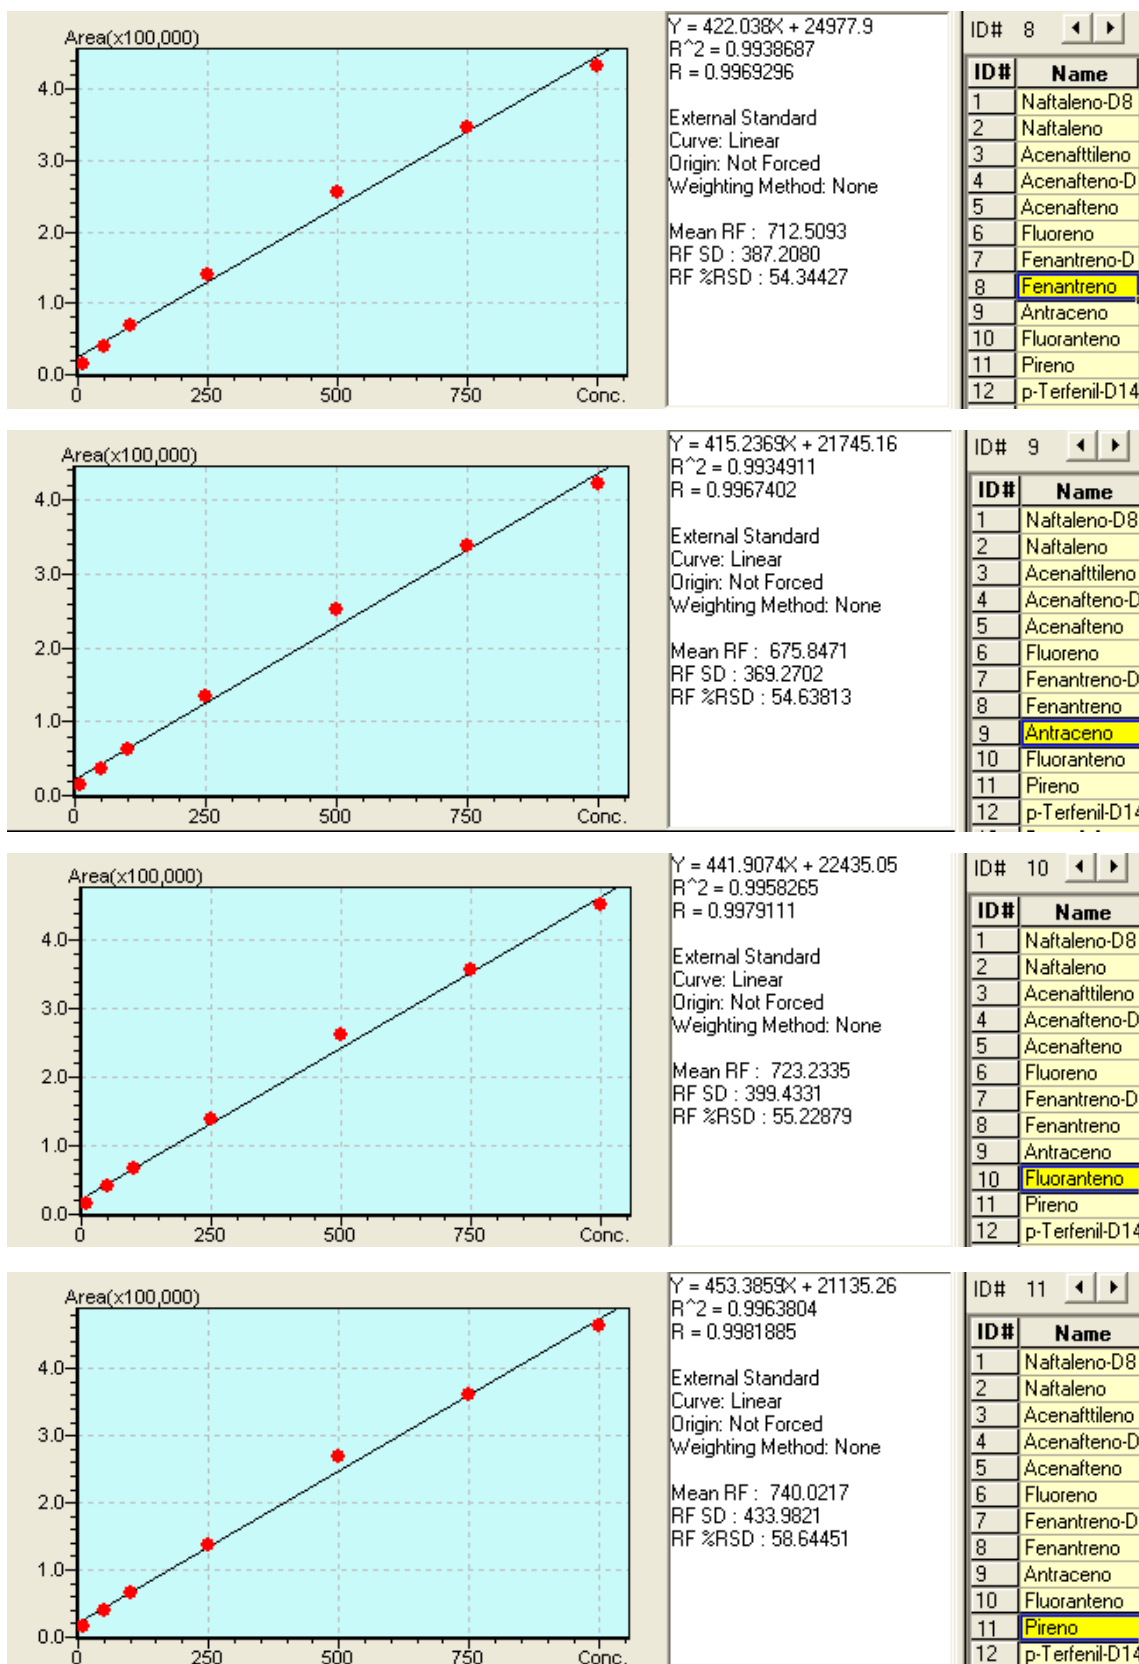 Area(x100,000)
4.0
3.0
2.0
1.0
0.0
0 250 500 750 Conc.
Y = 422.038X + 24977.9
R^2 = 0.9938687
R = 0.9969296
External Standard
Curve: Linear
Origin: Not Forced
Weighting Method: None
Mean RF : 712.5093
RF SD : 387.2080
RF %RSD : 54.34427
ID# 8
ID# Name
1 Naftaleno-D8
2 Naftaleno
3 Acenafttileno
4 Acenafteno-D
5 Acenafteno
6 Fluoreno
7 Fenantreno-D
8 Fenantreno
9 Antraceno
10 Fluoranteno
11 Pireno
12 p-Terfenil-D14
Area(x100,000)
4.0
3.0
2.0
1.0
0.0
0 250 500 750 Conc.
Y = 415.2369X + 21745.16
R^2 = 0.9934911
R = 0.9967402
External Standard
Curve: Linear
Origin: Not Forced
Weighting Method: None
Mean RF : 675.8471
RF SD : 369.2702
RF %RSD : 54.63813
ID# 9
ID# Name
1 Naftaleno-D8
2 Naftaleno
3 Acenafttileno
4 Acenafteno-D
5 Acenafteno
6 Fluoreno
7 Fenantreno-D
8 Fenantreno
9 Antraceno
10 Fluoranteno
11 Pireno
12 p-Terfenil-D14
Area(x100,000)
4.0
3.0
2.0
1.0
0.0
0 250 500 750 Conc.
Y = 441.9074X + 22435.05
R^2 = 0.9958265
R = 0.9979111
External Standard
Curve: Linear
Origin: Not Forced
Weighting Method: None
Mean RF : 723.2335
RF SD : 399.4331
RF %RSD : 55.22879
ID# 10
ID# Name
1 Naftaleno-D8
2 Naftaleno
3 Acenafttileno
4 Acenafteno-D
5 Acenafteno
6 Fluoreno
7 Fenantreno-D
8 Fenantreno
9 Antraceno
10 Fluoranteno
11 Pireno
12 p-Terfenil-D14
Area(x100,000)
4.0
3.0
2.0
1.0
0.0
0 250 500 750 Conc.
Y = 453.3859X + 21135.26
R^2 = 0.9963804
R = 0.9981885
External Standard
Curve: Linear
Origin: Not Forced
Weighting Method: None
Mean RF : 740.0217
RF SD : 433.9821
RF %RSD : 58.64451
ID# 11
ID# Name
1 Naftaleno-D8
2 Naftaleno
3 Acenafttileno
4 Acenafteno-D
5 Acenafteno
6 Fluoreno
7 Fenantreno-D
8 Fenantreno
9 Antraceno
10 Fluoranteno
11 Pireno
12 p-Terfenil-D14